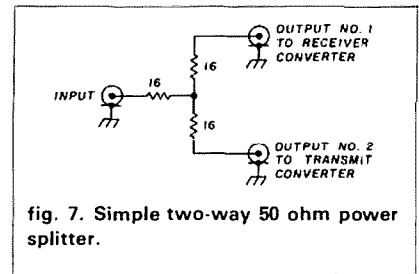 OUTPUT NO. 1
TO RECEIVER
CONVERTER
16
16
INPUT
16
OUTPUT NO. 2
TO TRANSMIT
CONVERTER
fig. 7. Simple two-way 50 ohm power
splitter.